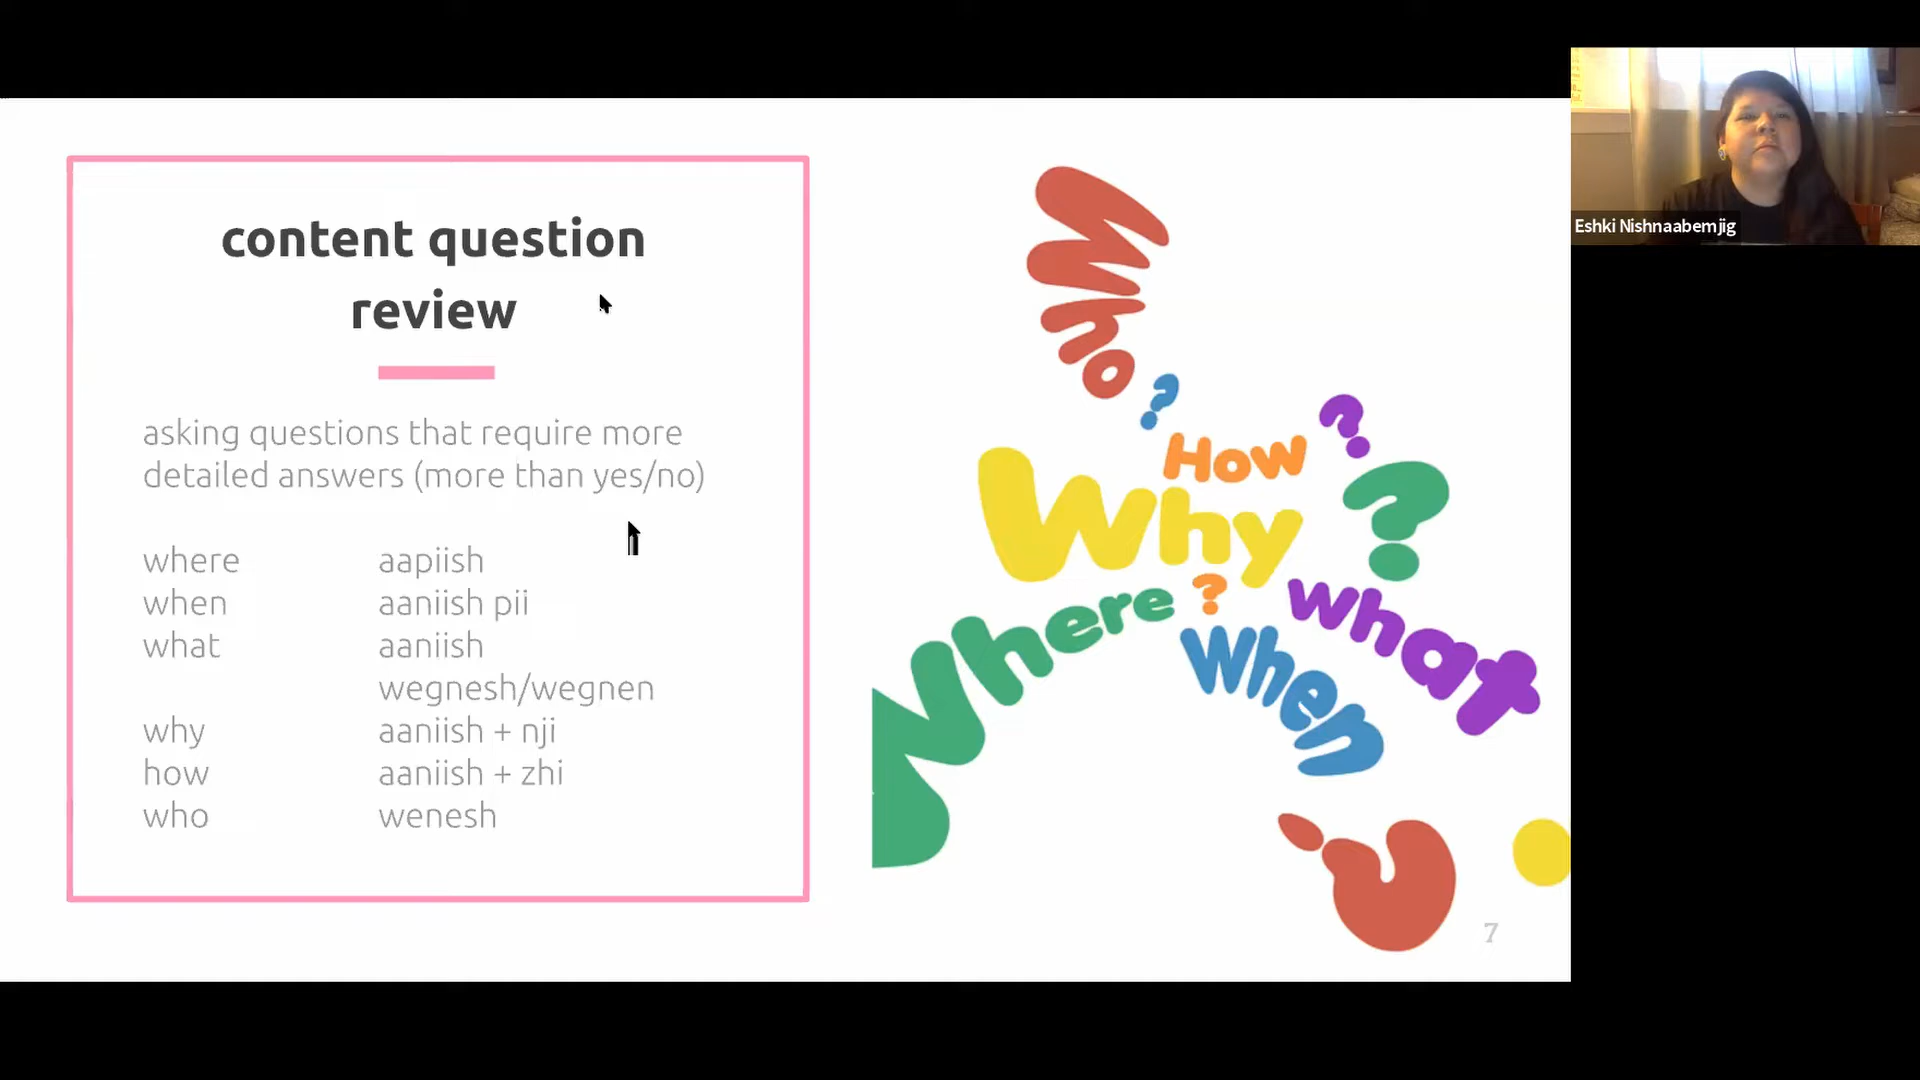 content question
review
asking questions that require more
detailed answers (more than yes/no)
where aapiish
when aaniish pii
what aaniish
wegnesh/wegnen
why aaniish + nji
how aaniish + zhi
who wenesh
Who
?
How
?
Why
?
Where
?
what
When
?
7
Eshki Nishnaabemjig